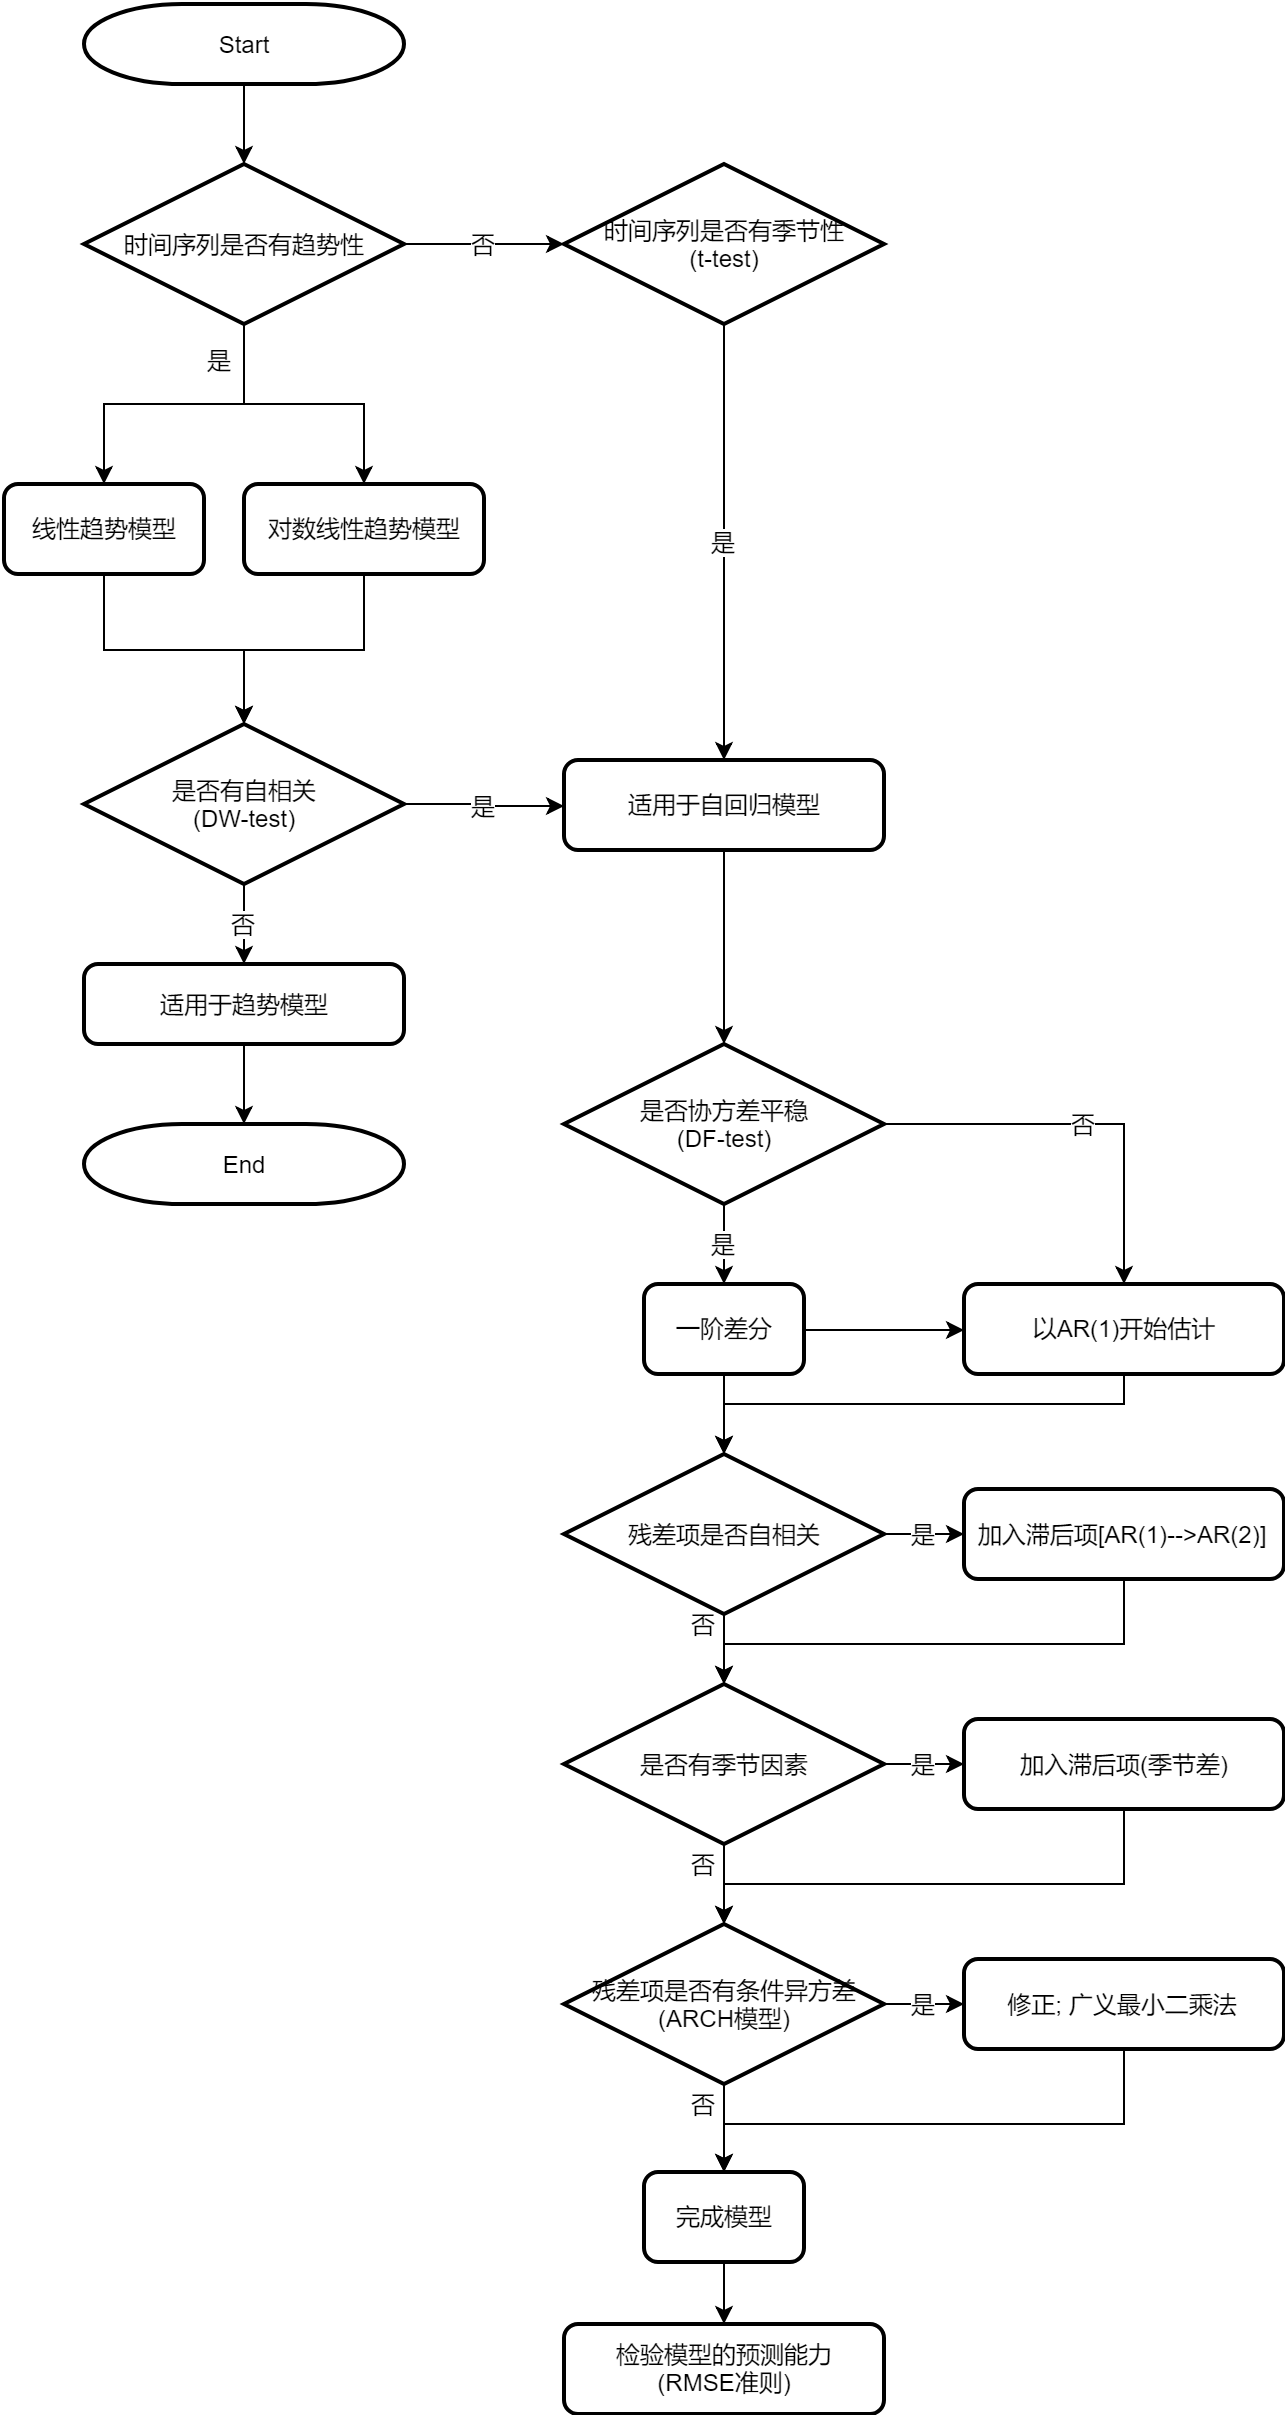 Start
时间序列是否有趋势性
否
时间序列是否有季节性
(t-test)
是
线性趋势模型
对数线性趋势模型
是
是否有自相关
(DW-test)
是
适用于自回归模型
否
适用于趋势模型
End
是否协方差平稳
(DF-test)
否
是
一阶差分
以AR(1)开始估计
残差项是否自相关
是
加入滞后项[AR(1)-->AR(2)]
否
是否有季节因素
是
加入滞后项(季节差)
否
残差项是否有条件异方差
(ARCH模型)
是
修正; 广义最小二乘法
否
完成模型
检验模型的预测能力
(RMSE准则)